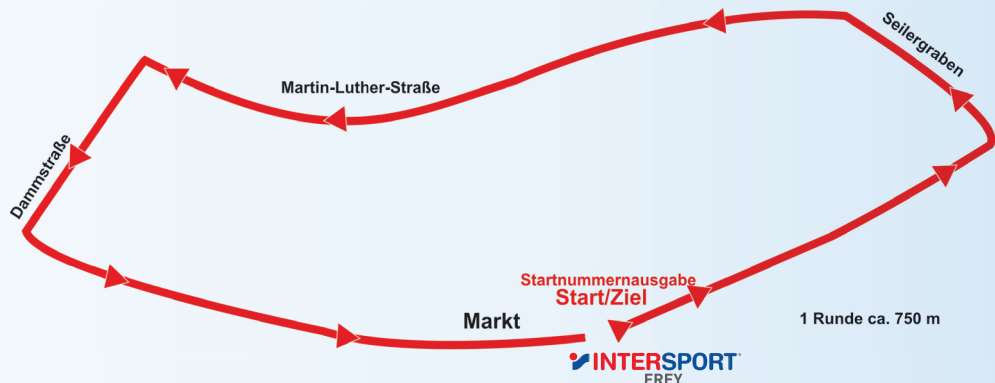 Seilergraben
Martin-Luther-Straße
Dammstraße
Startnummernausgabe
Start/Ziel
Markt
1 Runde ca. 750 m
INTERSPORT
FREY